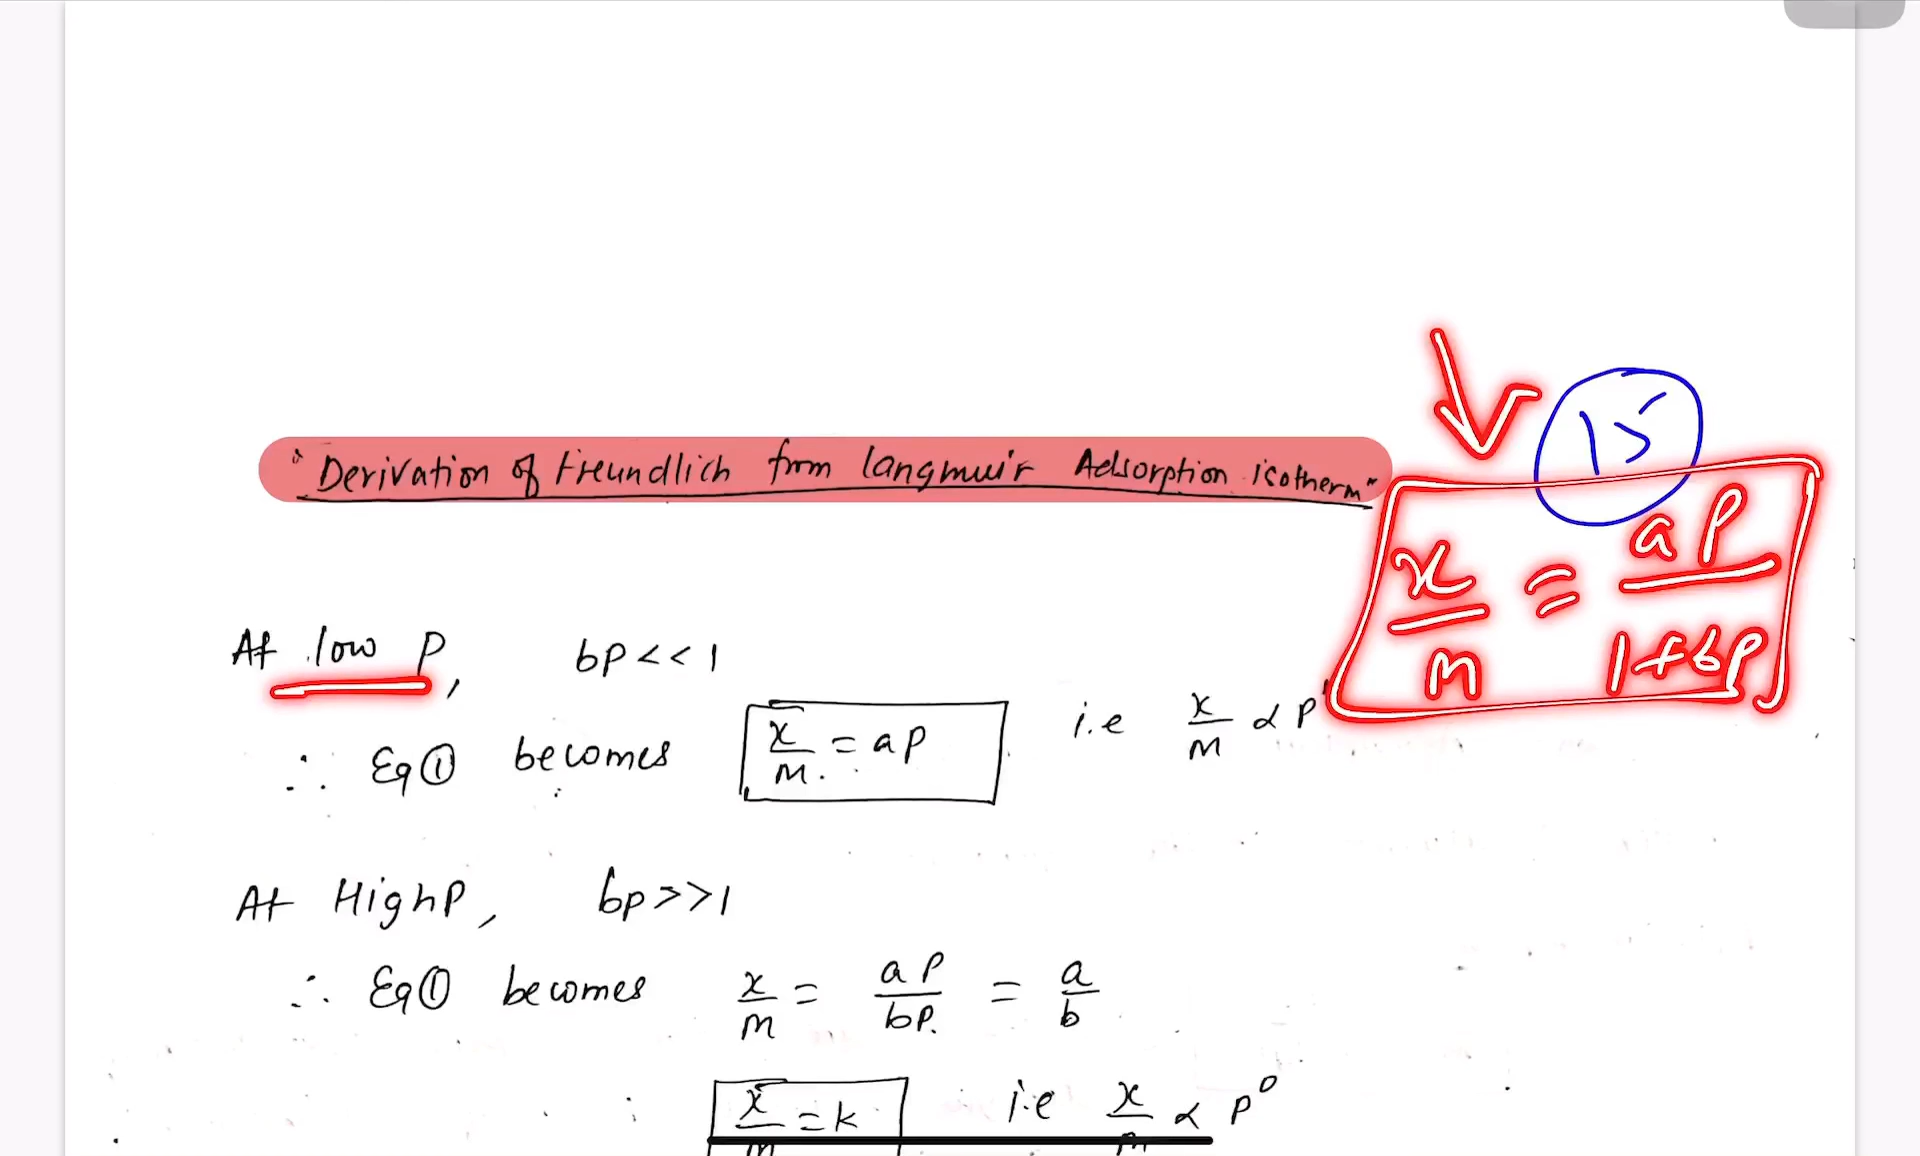 15
"Derivation of Freundlich from langmuir Adsorption isotherm"
x/m = aP/1+bP
At low P, bp<<1
∴ Eq① becomes x/m = aP i.e x/m α P
At High P, bp>>1
∴ Eq① becomes x/m = aP/bP = a/b
x/m = k i.e x/m α P⁰